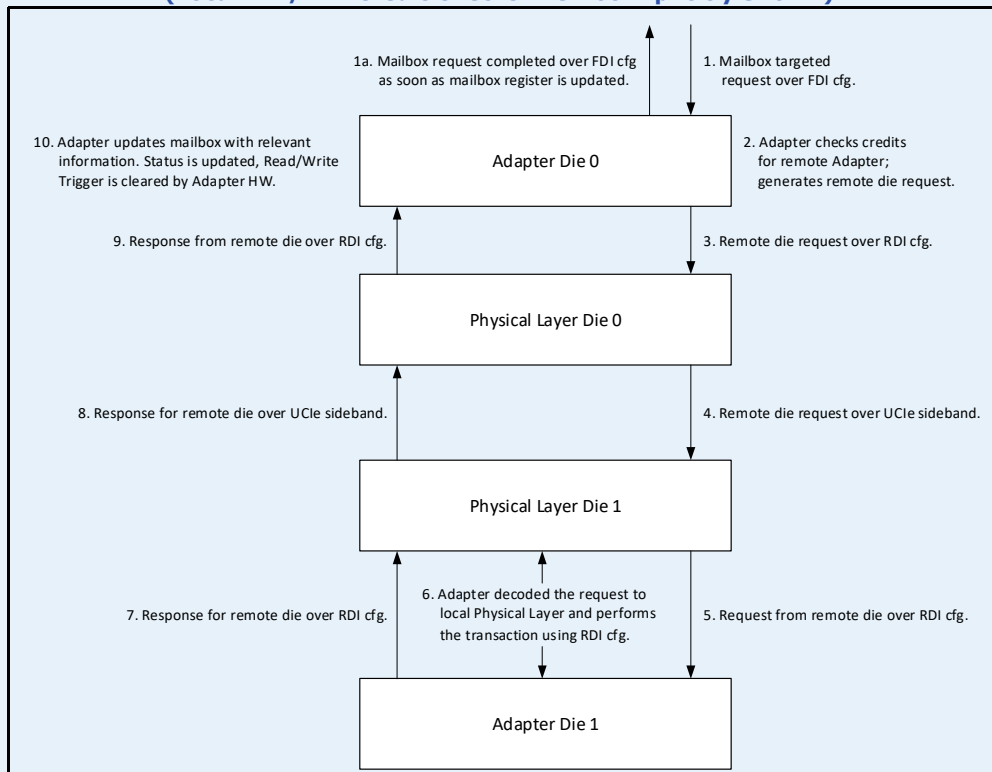 1a. Mailbox request completed over FDI cfg
as soon as mailbox register is updated.
1. Mailbox targeted
request over FDI cfg.
10. Adapter updates mailbox with relevant
information. Status is updated, Read/Write
Trigger is cleared by Adapter HW.
Adapter Die 0
2. Adapter checks credits
for remote Adapter;
generates remote die request.
9. Response from remote die over RDI cfg.
3. Remote die request over RDI cfg.
Physical Layer Die 0
8. Response for remote die over UCIe sideband.
4. Remote die request over UCIe sideband.
Physical Layer Die 1
7. Response for remote die over RDI cfg.
6. Adapter decoded the request to
local Physical Layer and performs
the transaction using RDI cfg.
5. Request from remote die over RDI cfg.
Adapter Die 1